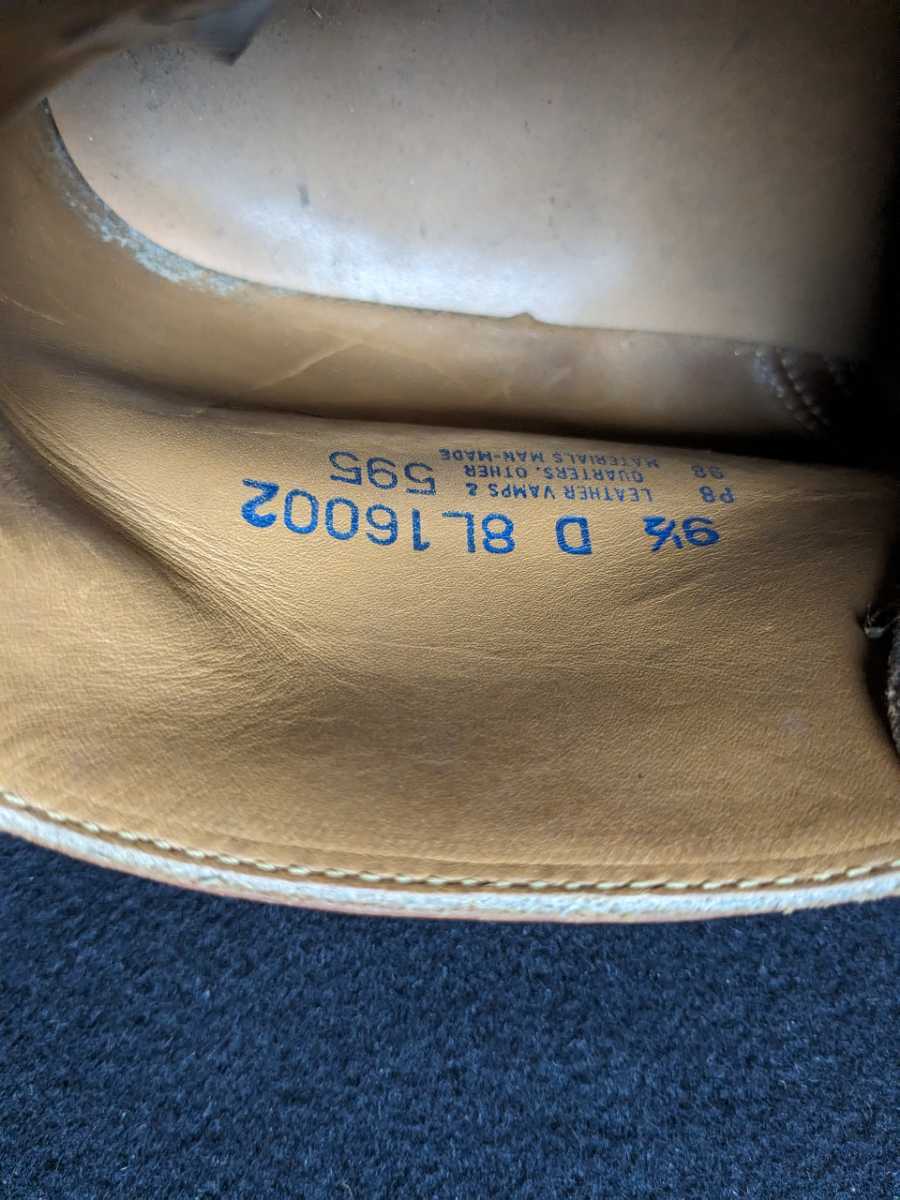 9½ D 8L16002
P8 LEATHER VAMPS & 595
98 QUARTERS. OTHER
MATERIALS MAN-MADE